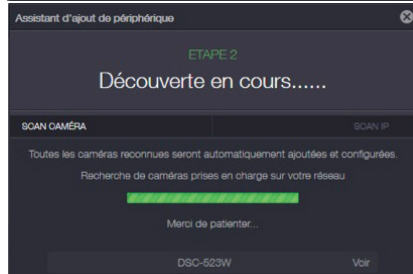 Assistant d'ajout de périphérique
ETAPE 2
Découverte en cours......
SCAN CAMÉRA
SCAN IP
Toutes les caméras reconnues seront automatiquement ajoutées et configurées.
Recherche de caméras prises en charge sur votre réseau
Merci de patienter...
DSC-523W Voir